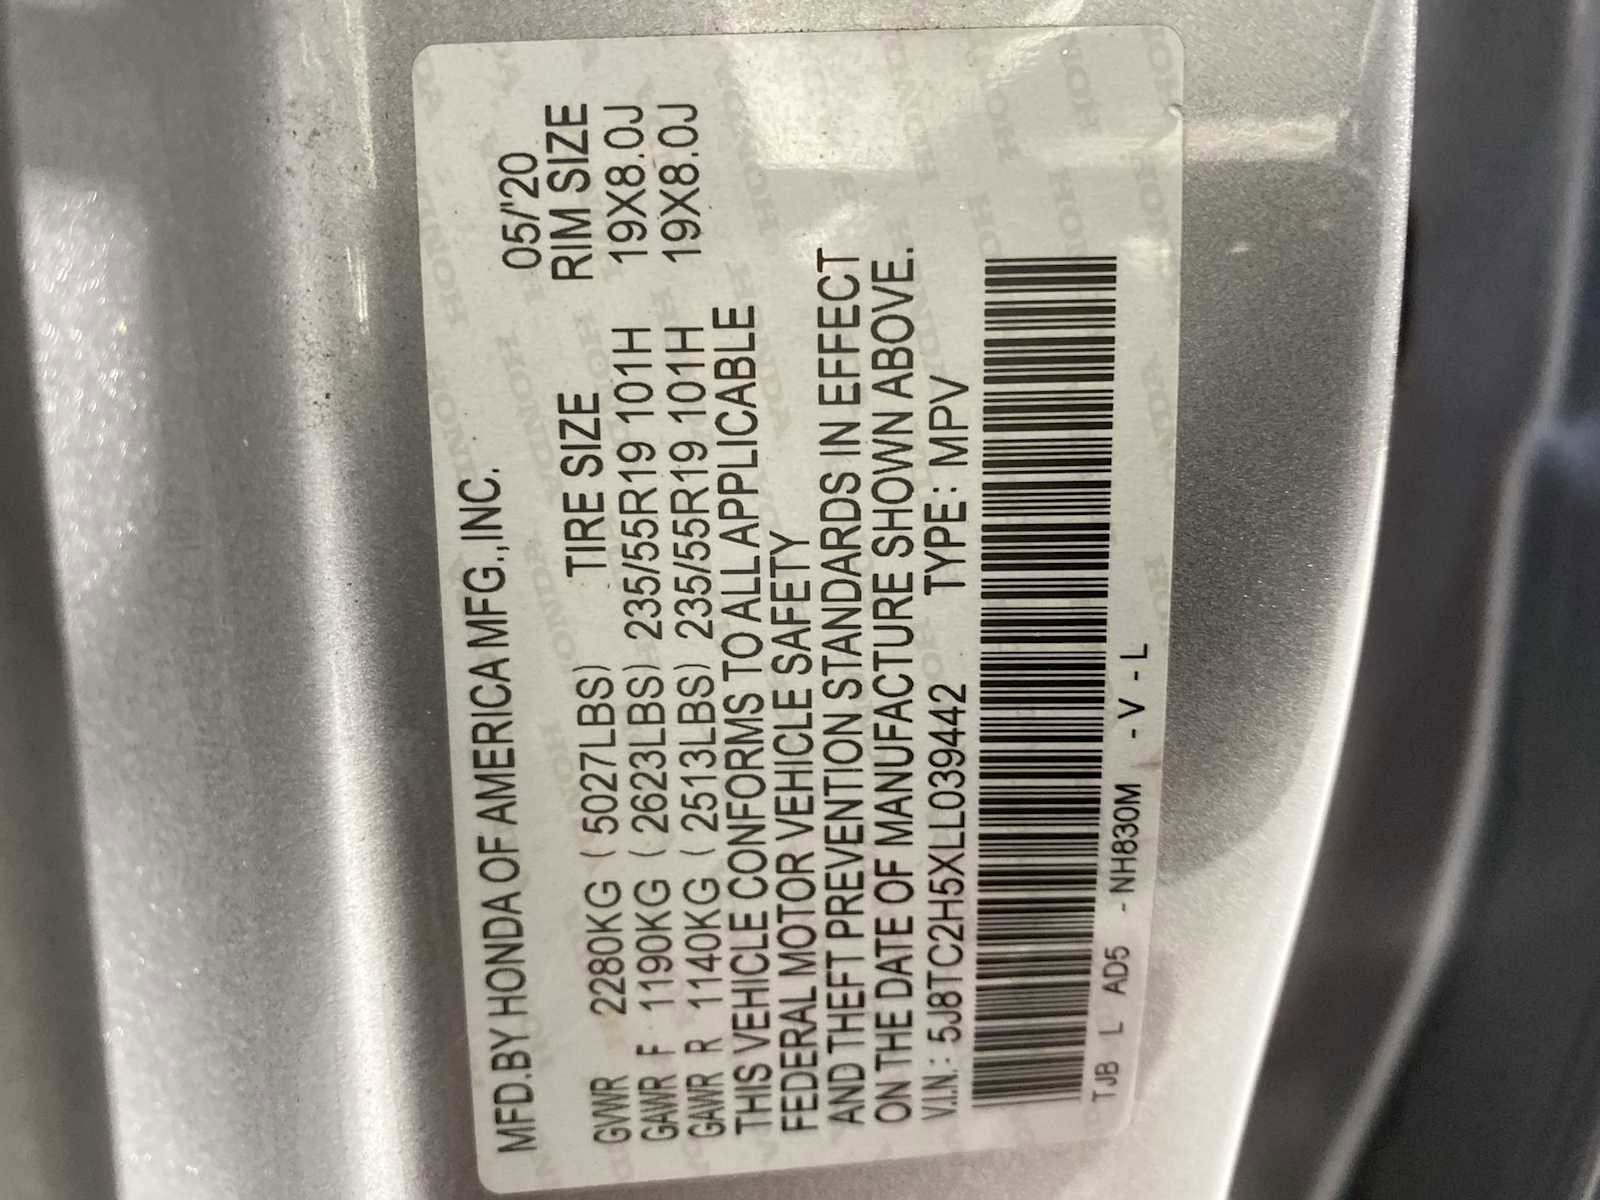 MFD.BY HONDA OF AMERICA MFG.,INC. 05/'20
TIRE SIZE RIM SIZE
GVWR 2280KG ( 5027LBS)
GAWR F 1190KG ( 2623LBS) 235/55R19 101H 19X8.0J
GAWR R 1140KG ( 2513LBS) 235/55R19 101H 19X8.0J
THIS VEHICLE CONFORMS TO ALL APPLICABLE
FEDERAL MOTOR VEHICLE SAFETY
AND THEFT PREVENTION STANDARDS IN EFFECT
ON THE DATE OF MANUFACTURE SHOWN ABOVE.
V.I.N.: 5J8TC2H5XLL039442 TYPE: MPV
TJB L AD5 -NH830M -V-L